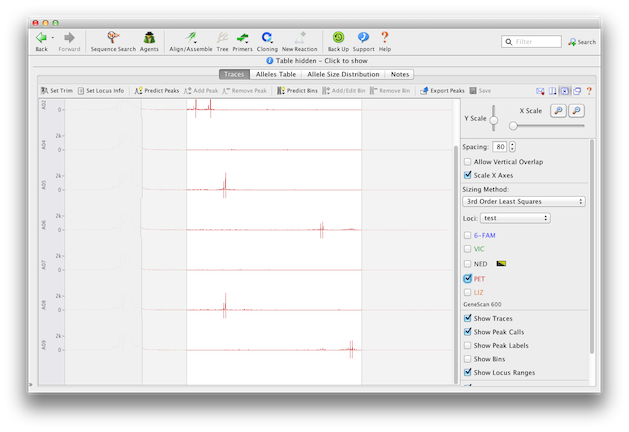 Back Forward Sequence Search Agents Align/Assemble Tree Primers Cloning New Reaction Back Up Support Help Filter Search
Table hidden - Click to show
Traces Alleles Table Allele Size Distribution Notes
Set Trim Set Locus Info Predict Peaks Add Peak Remove Peak Predict Bins Add/Edit Bin Remove Bin Export Peaks Save
A02
0
2k
A04
0
2k
A05
0
2k
A06
0
2k
A07
0
2k
A08
0
2k
A09
0
Y Scale
X Scale
Spacing: 80
Allow Vertical Overlap
Scale X Axes
Sizing Method:
3rd Order Least Squares
Loci: test
6-FAM
VIC
NED
PET
LIZ
GeneScan 600
Show Traces
Show Peak Calls
Show Peak Labels
Show Bins
Show Locus Ranges